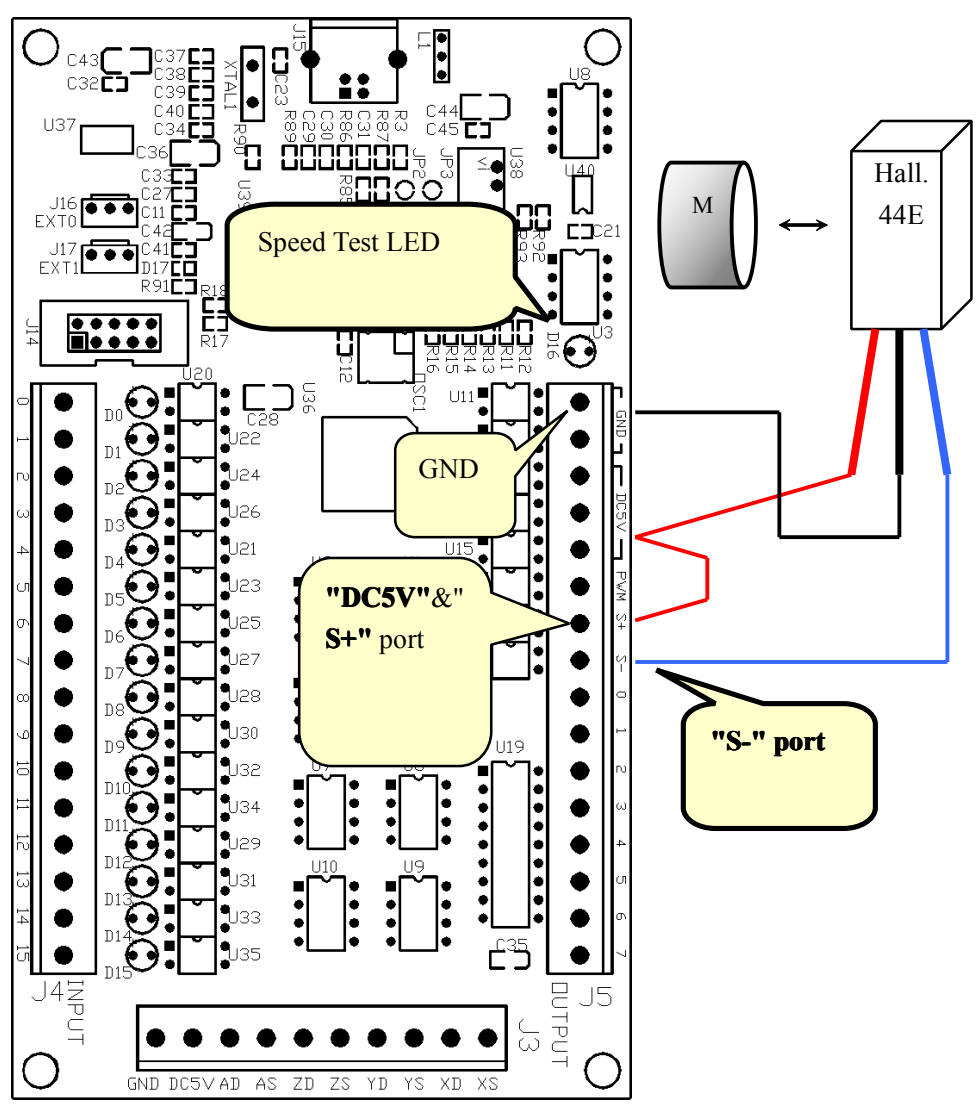 C43
C32
C37
C38
C39
C40
C34
U37
C36
C33
C27
C11
C42
C41
D17
R91
J16
EXT0
J17
EXT1
XTAL1
C23
J15
L1
C44
C45
U8
R90
R89
C29
C30
R86
C31
R87
R3
JP2
JP3
VI
U38
U40
U39
R85
R93
R92
C21
Speed Test LED
U3
D16
J14
R18
R17
C12
OSC1
R16
R15
R14
R13
R11
R12
Hall.
44E
M
U20
U36
C28
U11
0
1
2
3
4
5
6
7
8
9
10
11
12
13
14
15
D0
D1
D2
D3
D4
D5
D6
D7
D8
D9
D10
D11
D12
D13
D14
D15
U22
U24
U26
U21
U23
U25
U27
U28
U30
U32
U34
U29
U31
U33
U35
GND
U15
"DC5V"&"
S+" port
U19
U10
U9
C35
GND
DC5V
PWM
S+
S-
0
1
2
3
4
5
6
7
"S-" port
J4
INPUT
OUTPUT
J5
J3
GND DC5V AD AS ZD ZS YD YS XD XS